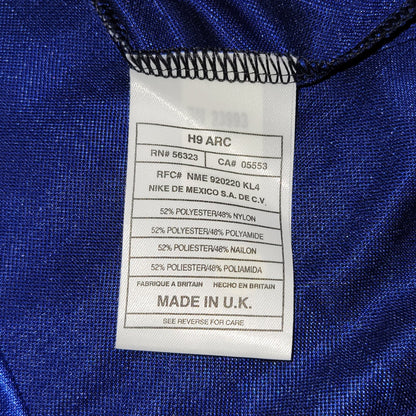 H9 ARC
RN# 56323 CA# 05553
RFC# NME 920220 KL4
NIKE DE MEXICO S.A. DE C.V.
52% POLYESTER/48% NYLON
52% POLYESTER/48% POLYAMIDE
52% POLIESTER/48% NAILON
52% POLIESTER/48% POLIAMIDA
FABRIQUE A BRITAIN HECHO EN BRITAIN
MADE IN U.K.
SEE REVERSE FOR CARE